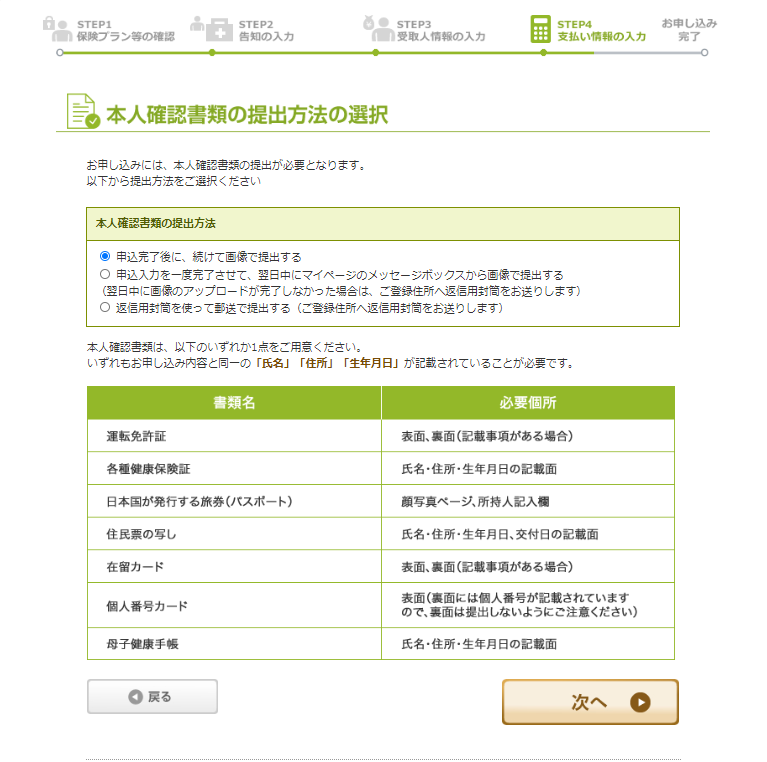 STEP1
保険プラン等の確認
STEP2
告知の入力
STEP3
受取人情報の入力
STEP4
支払い情報の入力
お申し込み
完了
本人確認書類の提出方法の選択
お申し込みには、本人確認書類の提出が必要となります。
以下から提出方法をご選択ください
本人確認書類の提出方法
申込完了後に、続けて画像で提出する
申込入力を一度完了させて、翌日中にマイページのメッセージボックスから画像で提出する
（翌日中に画像のアップロードが完了しなかった場合は、ご登録住所へ返信用封筒をお送りします）
返信用封筒を使って郵送で提出する（ご登録住所へ返信用封筒をお送りします）
本人確認書類は、以下のいずれか1点をご用意ください。
いずれもお申し込み内容と同一の「氏名」「住所」「生年月日」が記載されていることが必要です。
書類名 必要個所
運転免許証 表面、裏面（記載事項がある場合）
各種健康保険証 氏名・住所・生年月日の記載面
日本国が発行する旅券（パスポート） 顔写真ページ、所持人記入欄
住民票の写し 氏名・住所・生年月日、交付日の記載面
在留カード 表面、裏面（記載事項がある場合）
個人番号カード 表面（裏面には個人番号が記載されています
ので、裏面は提出しないようにご注意ください）
母子健康手帳 氏名・住所・生年月日の記載面
戻る 次へ